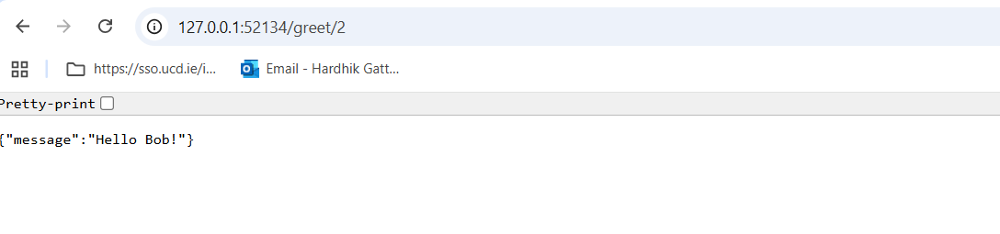 127.0.0.1:52134/greet/2
https://sso.ucd.ie/i... Email - Hardhik Gatt...
Pretty-print
{"message":"Hello Bob!"}